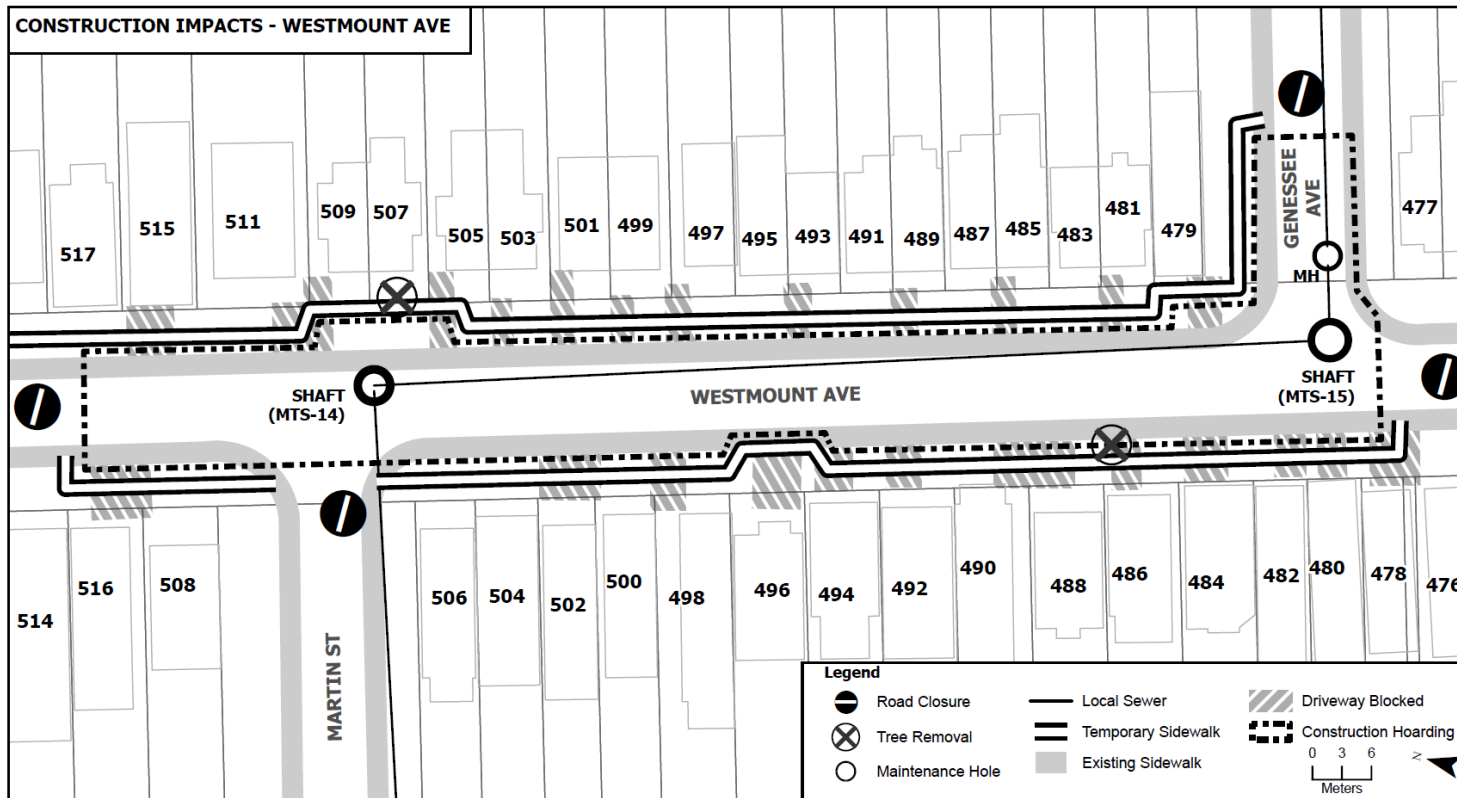 CONSTRUCTION IMPACTS - WESTMOUNT AVE
517
515
511
509
507
505
503
501
499
497
495
493
491
489
487
485
483
481
479
477
GENESSEE
AVE
MH
SHAFT
(MTS-14)
WESTMOUNT AVE
SHAFT
(MTS-15)
514
516
508
MARTIN ST
506
504
502
500
498
496
494
492
490
488
486
484
482
480
478
476
Legend
Road Closure
Tree Removal
Maintenance Hole
Local Sewer
Temporary Sidewalk
Existing Sidewalk
Driveway Blocked
Construction Hoarding
0 3 6
Meters
N